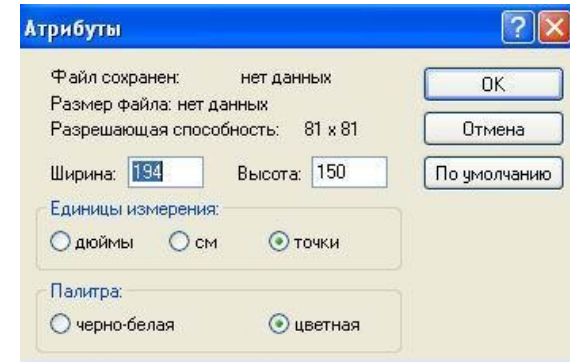 Атрибуты
Файл сохранен: нет данных
Размер файла: нет данных
Разрешающая способность: 81 x 81
OK
Отмена
По умолчанию
Ширина: 194 Высота: 150
Единицы измерения:
дюймы см точки
Палитра:
черно-белая цветная